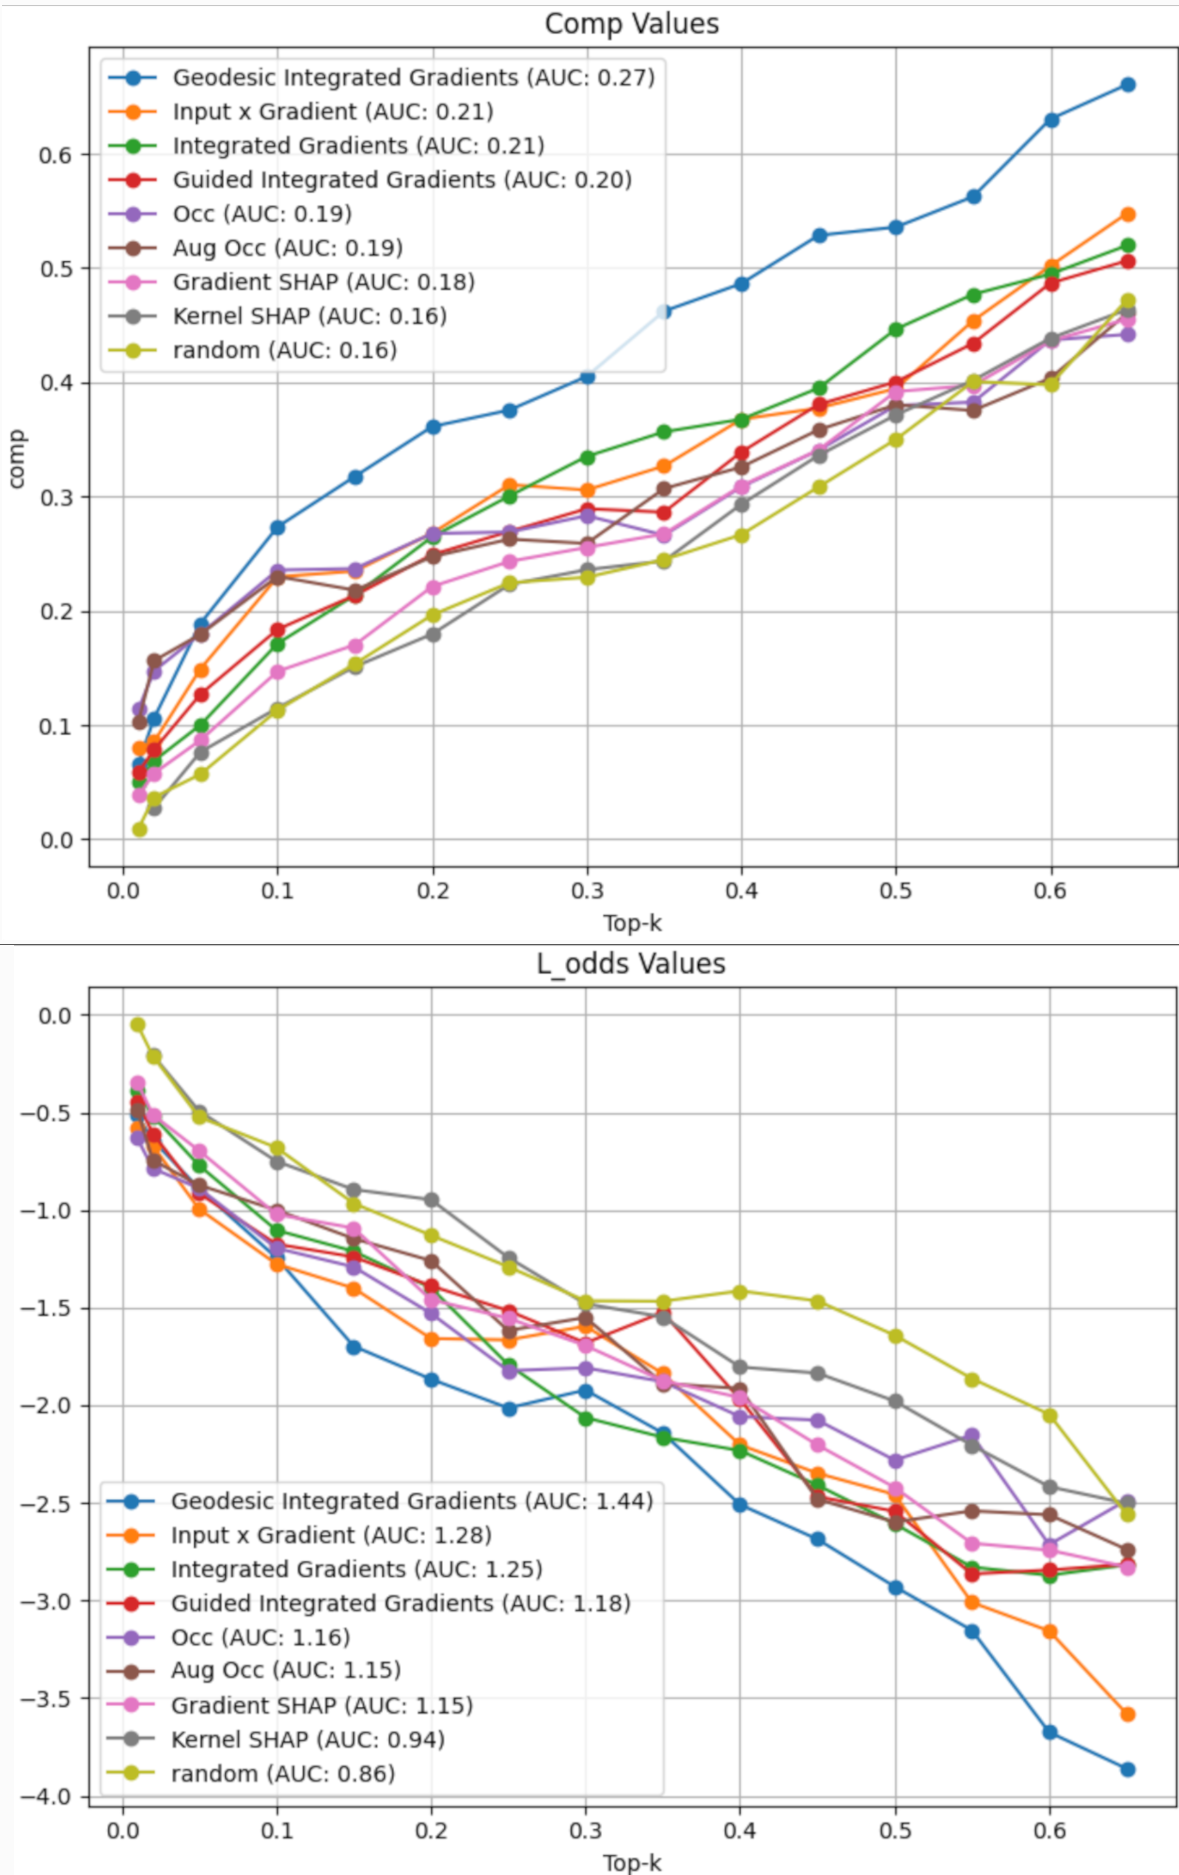 Comp Values
Geodesic Integrated Gradients (AUC: 0.27)
Input x Gradient (AUC: 0.21)
Integrated Gradients (AUC: 0.21)
Guided Integrated Gradients (AUC: 0.20)
Occ (AUC: 0.19)
Aug Occ (AUC: 0.19)
Gradient SHAP (AUC: 0.18)
Kernel SHAP (AUC: 0.16)
random (AUC: 0.16)
0.6
0.5
0.4
0.3
0.2
0.1
0.0
comp
0.0 0.1 0.2 0.3 0.4 0.5 0.6
Top-k
L_odds Values
0.0
−0.5
−1.0
−1.5
−2.0
−2.5
−3.0
−3.5
−4.0
Geodesic Integrated Gradients (AUC: 1.44)
Input x Gradient (AUC: 1.28)
Integrated Gradients (AUC: 1.25)
Guided Integrated Gradients (AUC: 1.18)
Occ (AUC: 1.16)
Aug Occ (AUC: 1.15)
Gradient SHAP (AUC: 1.15)
Kernel SHAP (AUC: 0.94)
random (AUC: 0.86)
0.0 0.1 0.2 0.3 0.4 0.5 0.6
Top-k